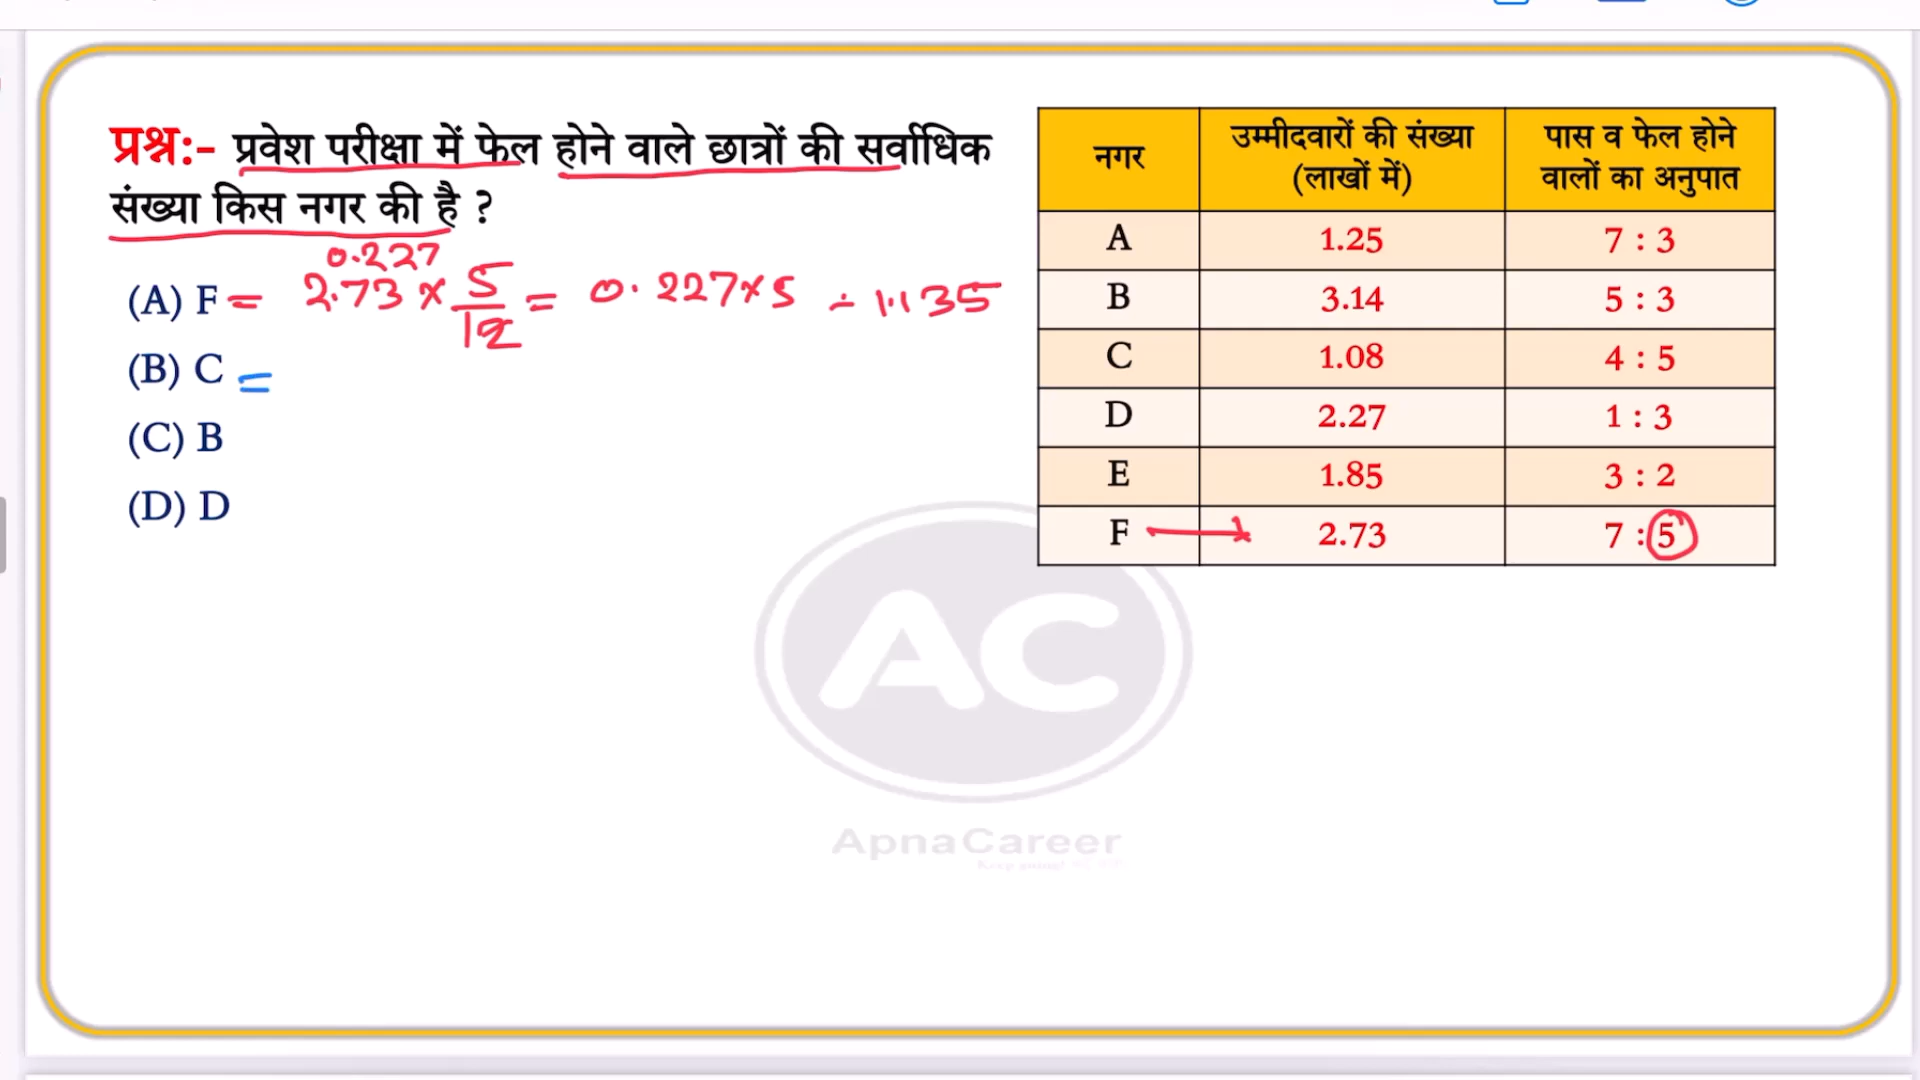 प्रश्न:- प्रवेश परीक्षा में फेल होने वाले छात्रों की सर्वाधिक
संख्या किस नगर की है ?
0.227
(A) F = 2.73 × 5/12 = 0.227×5 = 1.135
(B) C =
(C) B
(D) D
नगर उम्मीदवारों की संख्या (लाखों में) पास व फेल होने वालों का अनुपात
A 1.25 7 : 3
B 3.14 5 : 3
C 1.08 4 : 5
D 2.27 1 : 3
E 1.85 3 : 2
F 2.73 7 : 5
AC
ApnaCareer